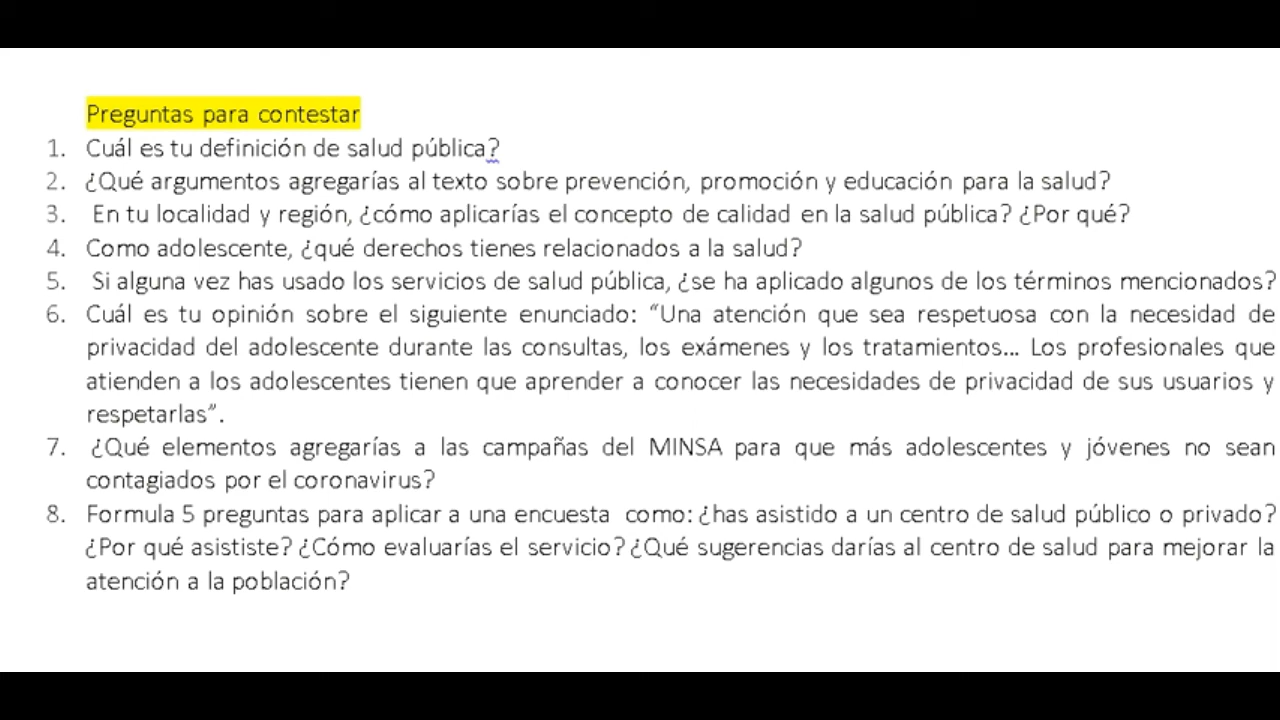 Preguntas para contestar
1. Cuál es tu definición de salud pública?
2. ¿Qué argumentos agregarías al texto sobre prevención, promoción y educación para la salud?
3. En tu localidad y región, ¿cómo aplicarías el concepto de calidad en la salud pública? ¿Por qué?
4. Como adolescente, ¿qué derechos tienes relacionados a la salud?
5. Si alguna vez has usado los servicios de salud pública, ¿se ha aplicado algunos de los términos mencionados?
6. Cuál es tu opinión sobre el siguiente enunciado: “Una atención que sea respetuosa con la necesidad de
privacidad del adolescente durante las consultas, los exámenes y los tratamientos... Los profesionales que
atienden a los adolescentes tienen que aprender a conocer las necesidades de privacidad de sus usuarios y
respetarlas”.
7. ¿Qué elementos agregarías a las campañas del MINSA para que más adolescentes y jóvenes no sean
contagiados por el coronavirus?
8. Formula 5 preguntas para aplicar a una encuesta como: ¿has asistido a un centro de salud público o privado?
¿Por qué asististe? ¿Cómo evaluarías el servicio? ¿Qué sugerencias darías al centro de salud para mejorar la
atención a la población?